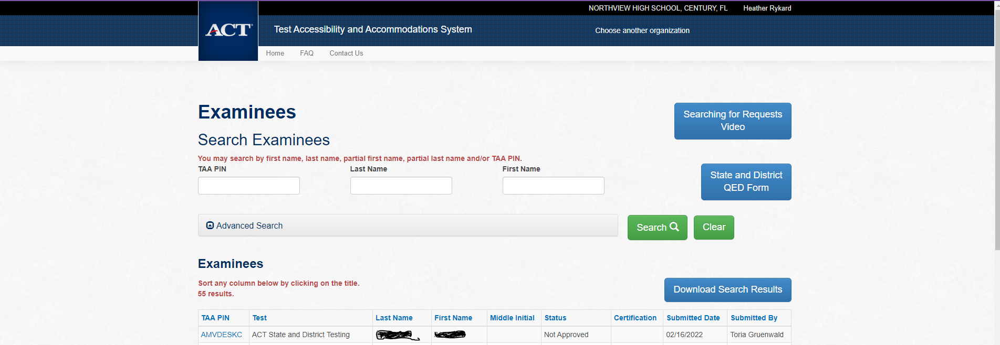 NORTHVIEW HIGH SCHOOL, CENTURY, FL Heather Rykard
ACT Test Accessibility and Accommodations System Choose another organization
Home FAQ Contact Us
Examinees
Searching for Requests
Video
Search Examinees
You may search by first name, last name, partial first name, partial last name and/or TAA PIN.
TAA PIN Last Name First Name
State and District
QED Form
Advanced Search Search Clear
Examinees
Sort any column below by clicking on the title.
55 results.
Download Search Results
TAA PIN Test Last Name First Name Middle Initial Status Certification Submitted Date Submitted By
AMVDESKC ACT State and District Testing Not Approved 02/16/2022 Toria Gruenwald